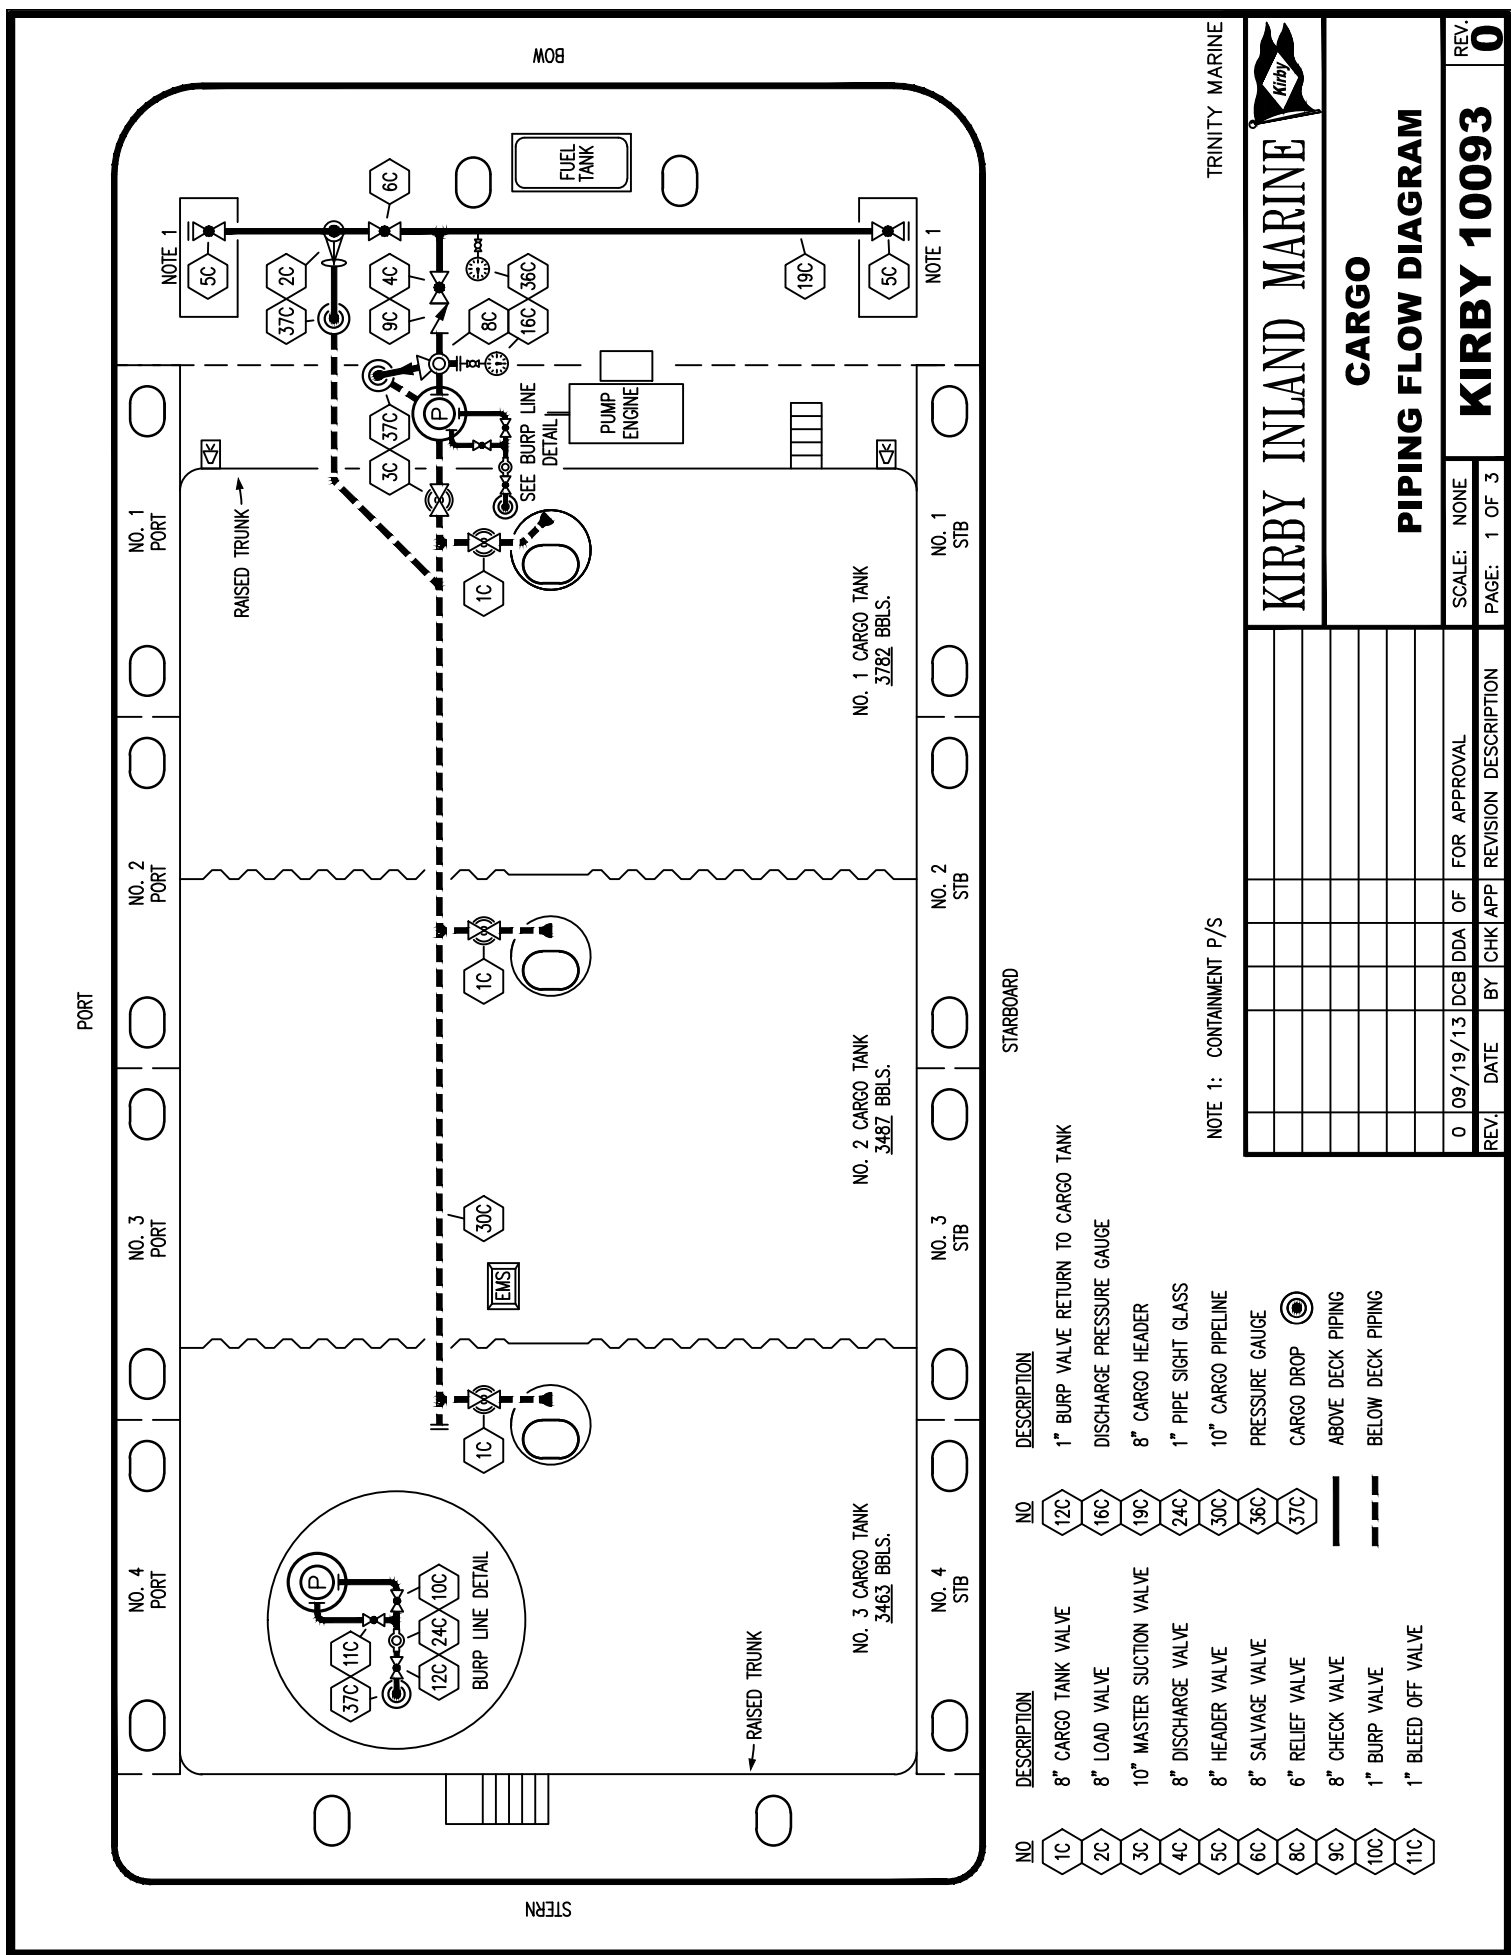 BOW
PORT
STARBOARD
STERN
NOTE 1
5C
2C
37C
6C
4C
9C
8C
36C
16C
19C
5C
NOTE 1
FUEL
TANK
37C
3C
P
SEE BURP LINE
DETAIL
PUMP
ENGINE
RAISED TRUNK
1C
NO. 1
PORT
NO. 1
STB
NO. 1 CARGO TANK
3782 BBLS.
NO. 2
PORT
NO. 2
STB
1C
NO. 2 CARGO TANK
3487 BBLS.
NO. 3
PORT
NO. 3
STB
30C
EMS
1C
NO. 3 CARGO TANK
3463 BBLS.
NO. 4
PORT
NO. 4
STB
P
11C
37C
10C
24C
12C
BURP LINE DETAIL
RAISED TRUNK
NO DESCRIPTION
1C 8" CARGO TANK VALVE
2C 8" LOAD VALVE
3C 10" MASTER SUCTION VALVE
4C 8" DISCHARGE VALVE
5C 8" HEADER VALVE
6C 8" SALVAGE VALVE
8C 6" RELIEF VALVE
9C 8" CHECK VALVE
10C 1" BURP VALVE
11C 1" BLEED OFF VALVE
NO DESCRIPTION
12C 1" BURP VALVE RETURN TO CARGO TANK
16C DISCHARGE PRESSURE GAUGE
19C 8" CARGO HEADER
24C 1" PIPE SIGHT GLASS
30C 10" CARGO PIPELINE
36C PRESSURE GAUGE
37C CARGO DROP
ABOVE DECK PIPING
BELOW DECK PIPING
NOTE 1: CONTAINMENT P/S
TRINITY MARINE
KIRBY INLAND MARINE
Kirby
CARGO
PIPING FLOW DIAGRAM
0 09/19/13 DCB DDA OF FOR APPROVAL
REV. DATE BY CHK APP REVISION DESCRIPTION
SCALE: NONE
PAGE: 1 OF 3
KIRBY 10093
REV.
0